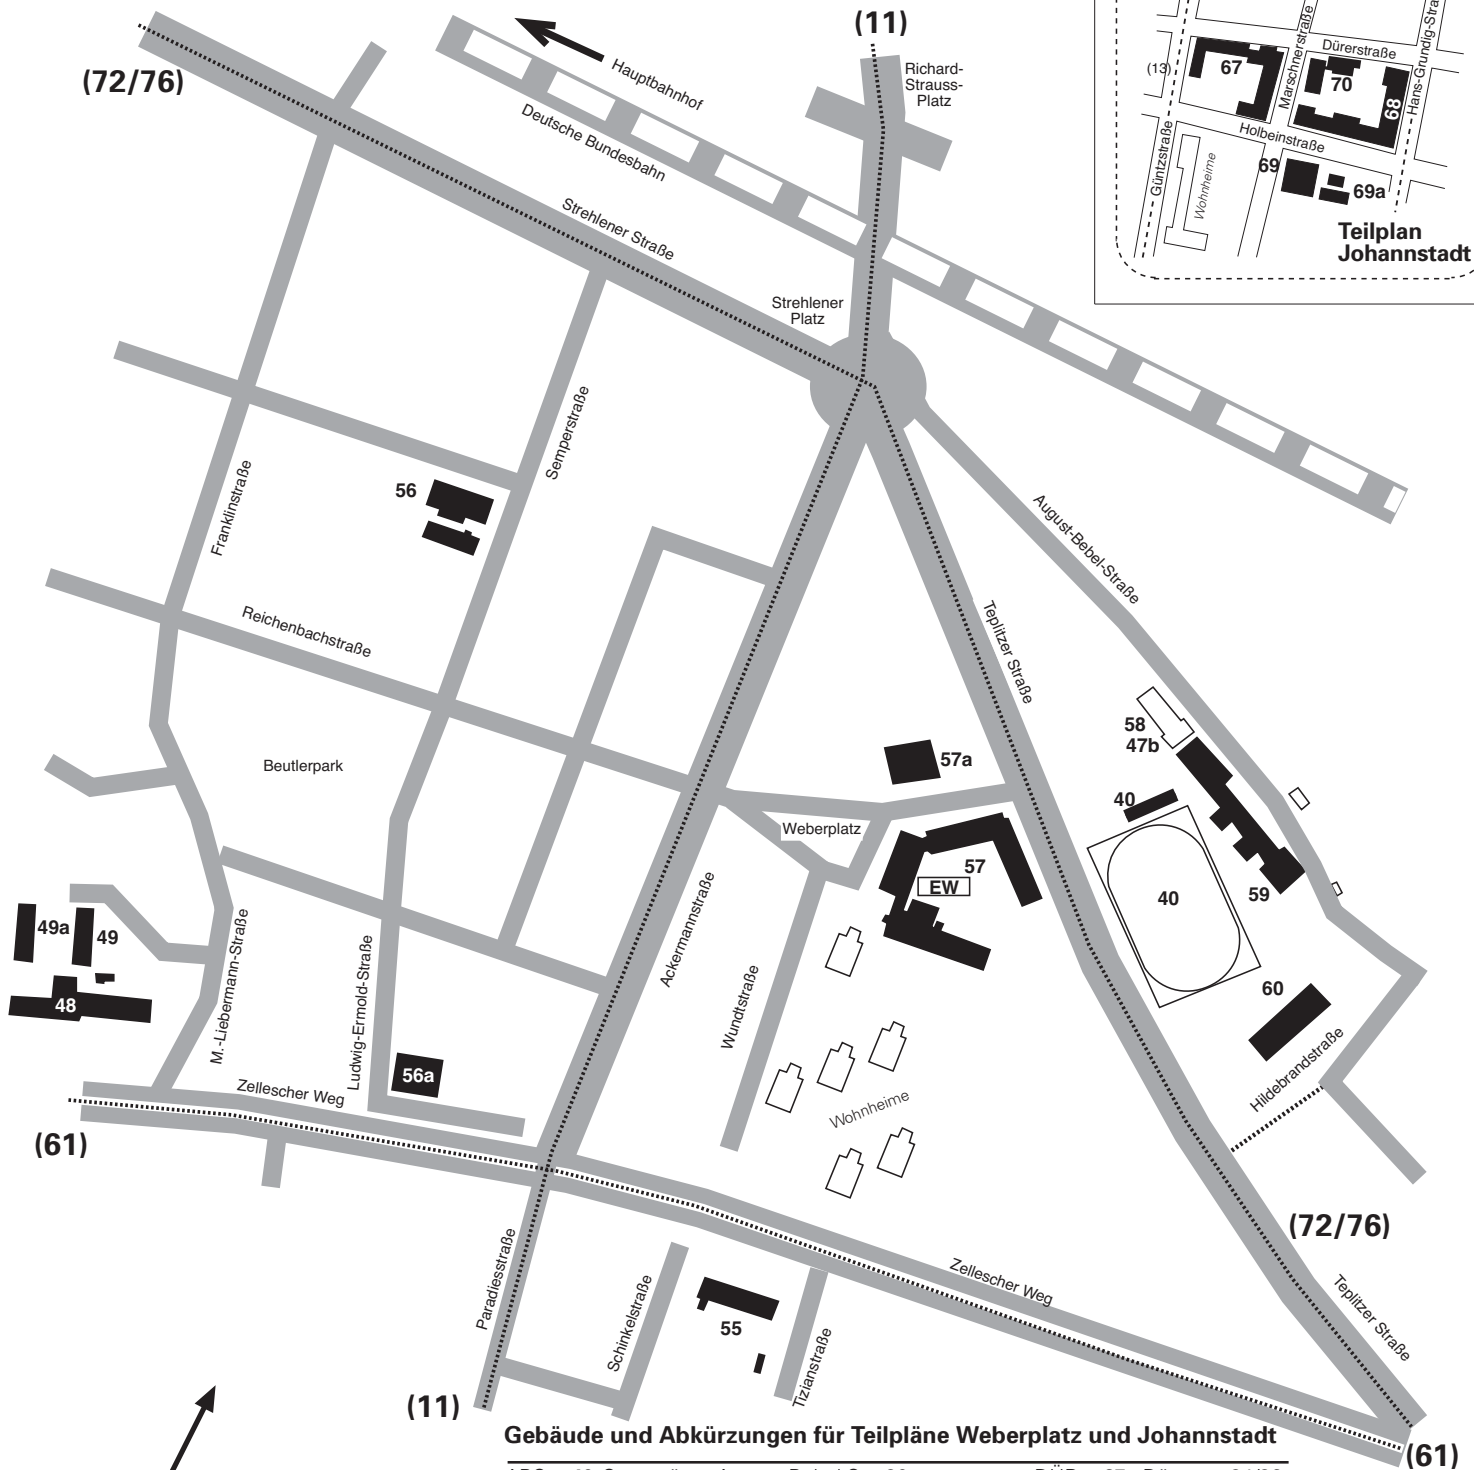 (72/76)
(11)
Hauptbahnhof
Richard-
Strauss-
Platz
Deutsche Bundesbahn
Strehlener Straße
Strehlener
Platz
Dürerstraße
Marschnerstraße
(13)
67
70
68
Holbeinstraße
Güntzstraße
Wohnheime
69
69a
Teilplan
Johannstadt
Semperstraße
Franklinstraße
56
August-Bebel-Straße
Teplitzer Straße
Reichenbachstraße
Beutlerpark
58
47b
57a
40
Weberplatz
57
EW
40
59
60
Ackermannstraße
Wundtstraße
49a
49
48
M.-Liebermann-Straße
Ludwig-Ermold-Straße
56a
Zellescher Weg
(61)
Wohnheime
Hildebrandstraße
(72/76)
Teplitzer Straße
Zellescher Weg
Paradiesstraße
Schinkelstraße
55
Tizianstraße
(11)
Gebäude und Abkürzungen für Teilpläne Weberplatz und Johannstadt
(61)